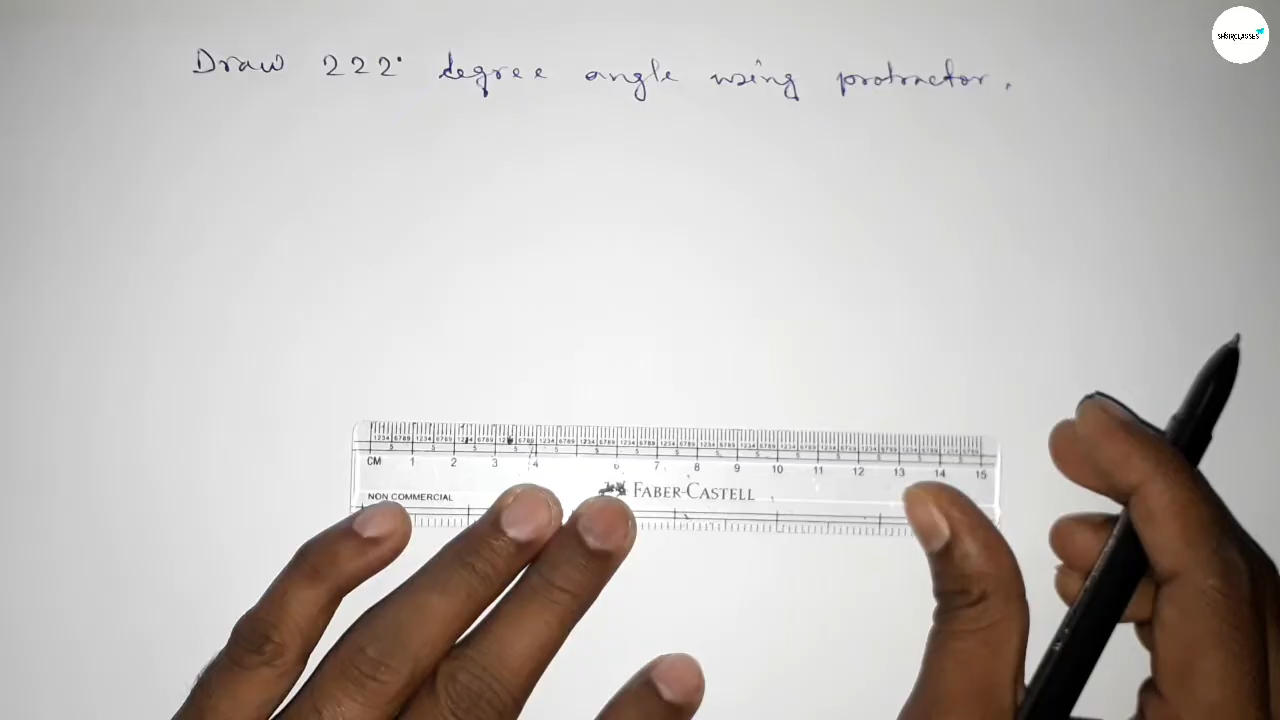 Draw 222° degree angle using protractor.
SHSIRCLASSES
CM 1 2 3 4 6 7 8 9 10 11 12 13 14 15
FABER-CASTELL
NON COMMERCIAL